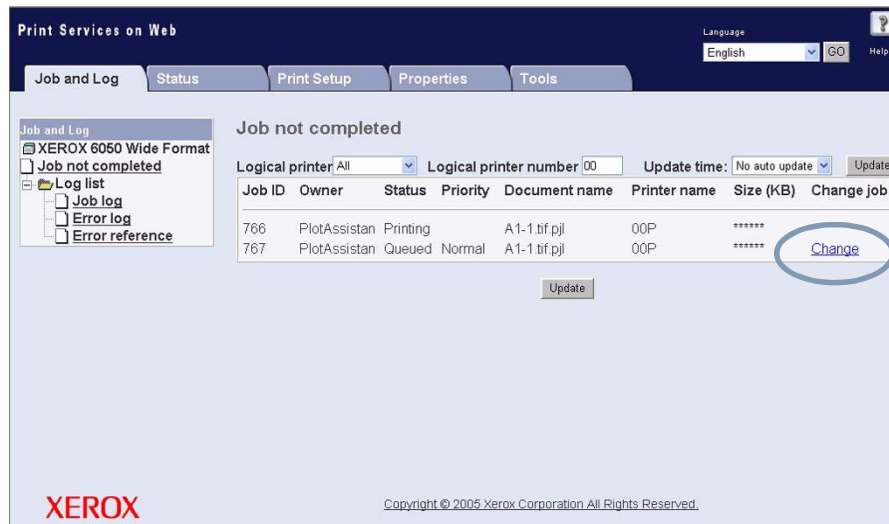 Print Services on Web
Language
English
GO
?
Help
Job and Log
Status
Print Setup
Properties
Tools
Job and Log
XEROX 6050 Wide Format
Job not completed
Log list
Job log
Error log
Error reference
Job not completed
Logical printer All
Logical printer number 00
Update time: No auto update
Update
Job ID Owner Status Priority Document name Printer name Size (KB) Change job
766 PlotAssistan Printing A1-1.tif.pjl 00P ******
767 PlotAssistan Queued Normal A1-1.tif.pjl 00P ****** Change
Update
XEROX
Copyright © 2005 Xerox Corporation All Rights Reserved.